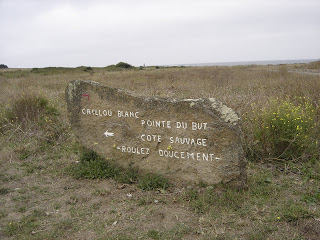 CAILLOU BLANC
POINTE DU BUT
← COTE SAUVAGE
-ROULEZ DOUCEMENT-